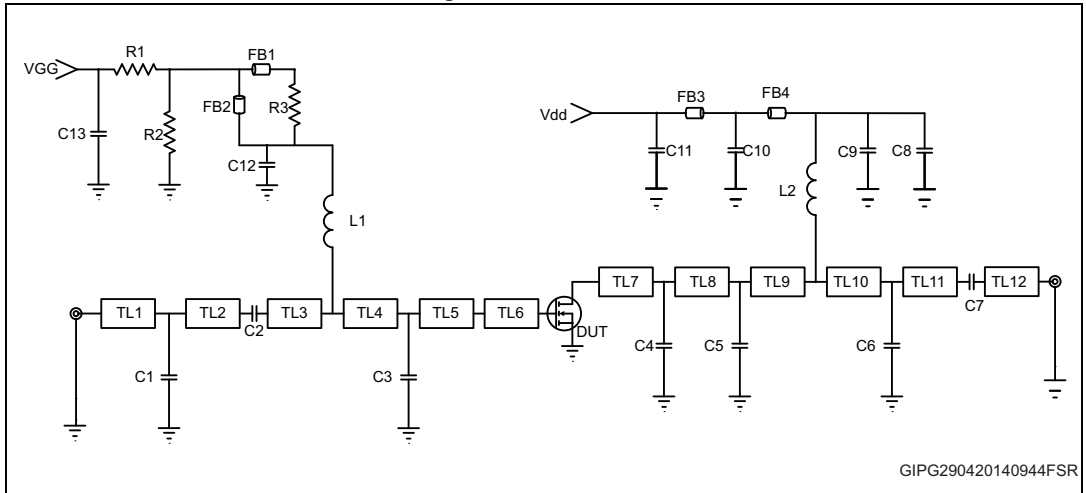 R1
FB1
VGG
R3
FB2
C13
R2
C12
L1
FB3
FB4
Vdd
C11
C10
C9
C8
L2
TL7
TL8
TL9
TL10
TL11
TL12
C7
TL1
TL2
TL3
TL4
TL5
TL6
C2
DUT
C1
C3
C4
C5
C6
GIPG290420140944FSR